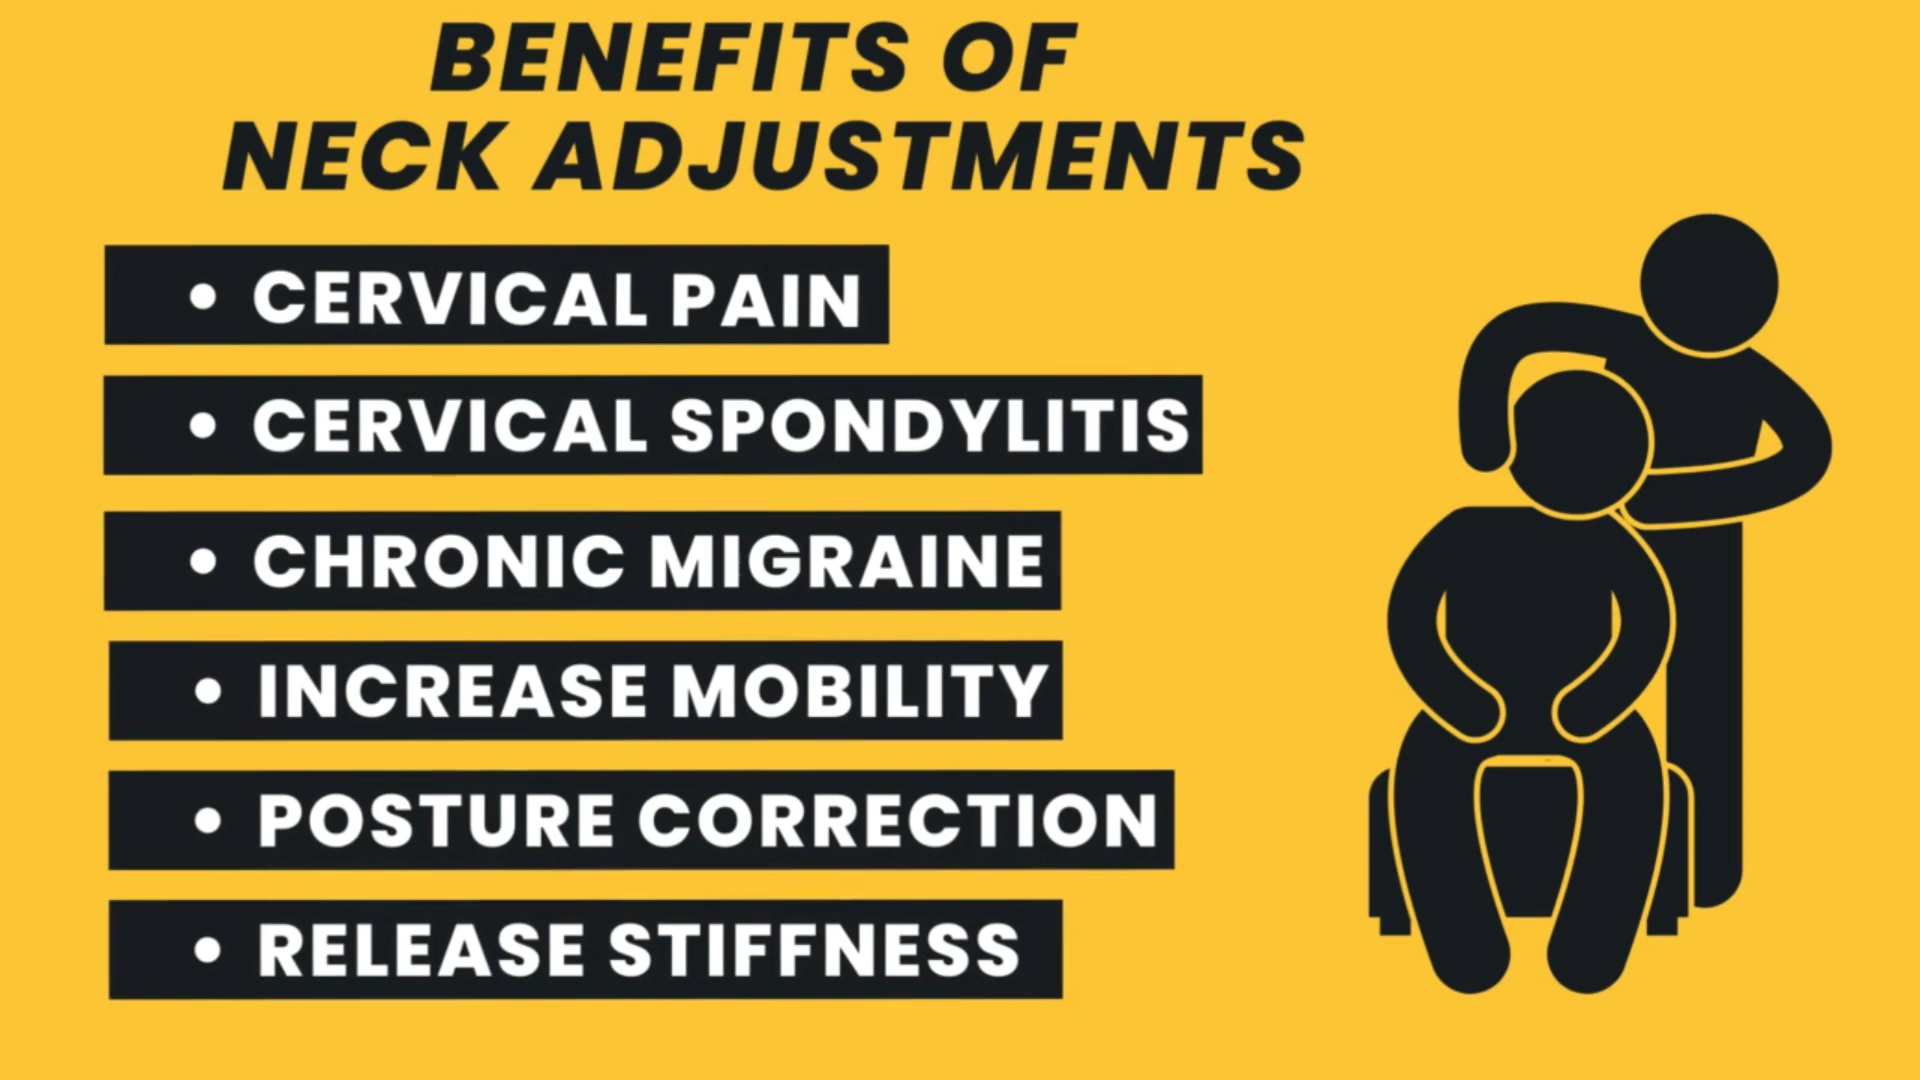 BENEFITS OF
NECK ADJUSTMENTS
• CERVICAL PAIN
• CERVICAL SPONDYLITIS
• CHRONIC MIGRAINE
• INCREASE MOBILITY
• POSTURE CORRECTION
• RELEASE STIFFNESS